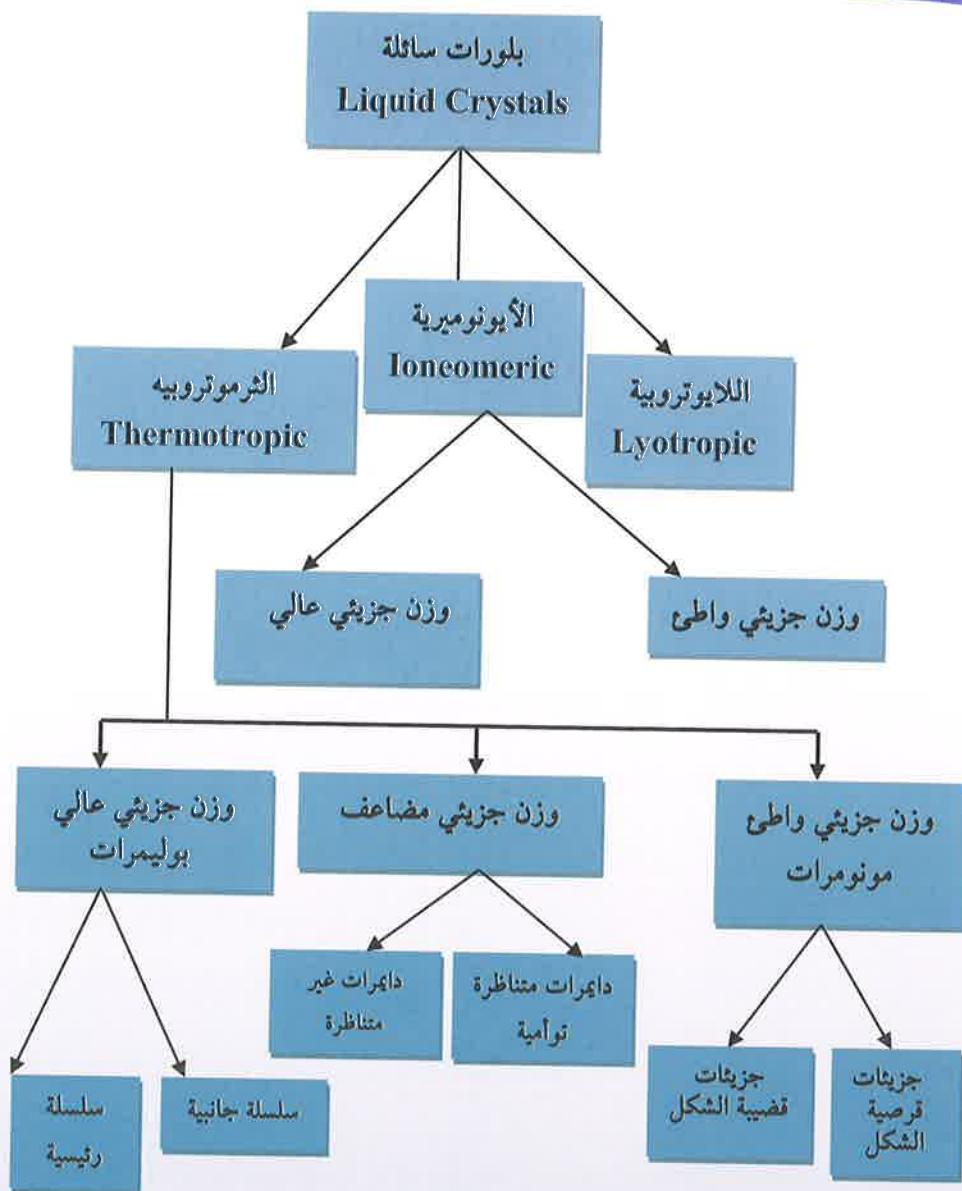 بلورات سائلة
Liquid Crystals
الأيونوميرية
Ioneomeric
الثرموتروبيه
Thermotropic
اللايوتروبية
Lyotropic
وزن جزيئي عالي
وزن جزيئي واطئ
وزن جزيئي عالي
بوليمرات
وزن جزيئي مضاعف
وزن جزيئي واطئ
مونومرات
دايمرات غير
متناظرة
دايمرات متناظرة
توأمية
سلسلة
رئيسية
سلسلة جانبية
جزيئات
قضيبة الشكل
جزيئات
قرصية
الشكل